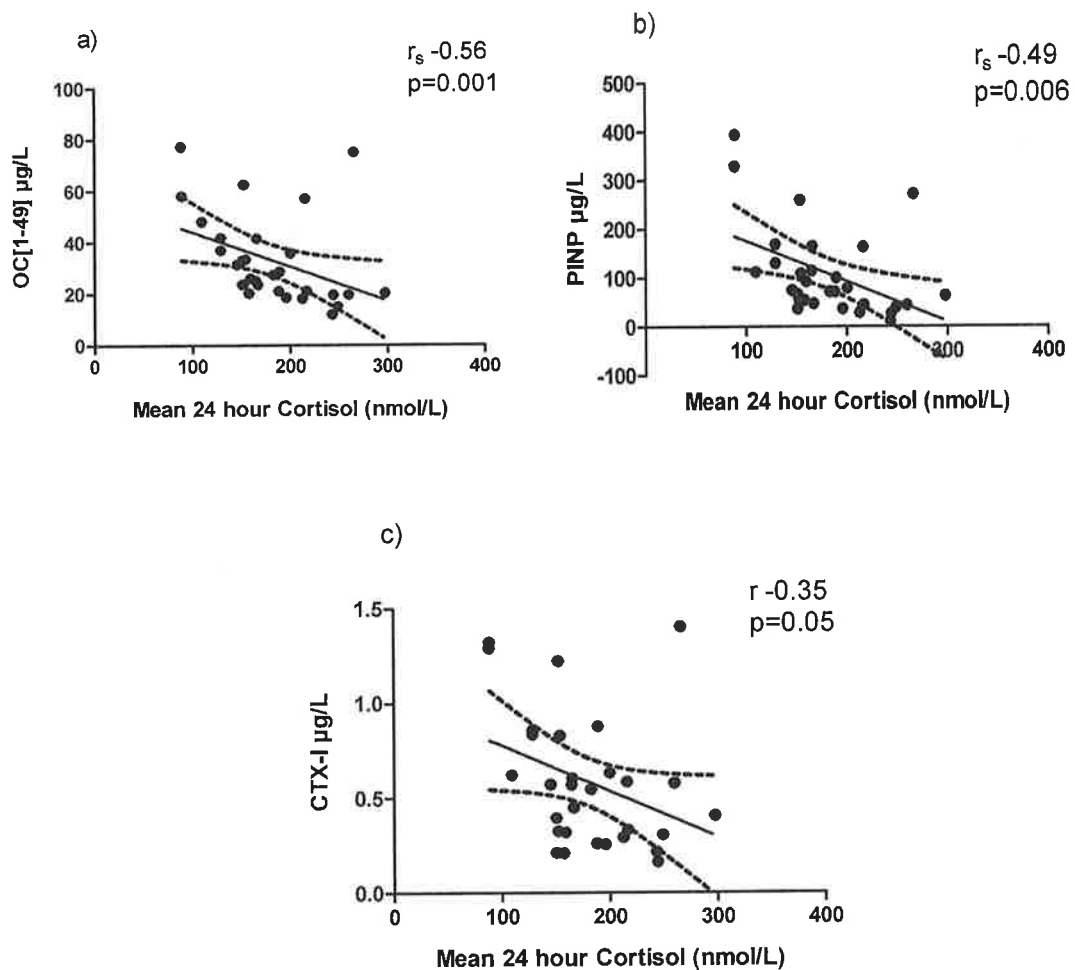 a)
r_s -0.56
p=0.001
100
80
60
40
20
0
OC[1-49] µg/L
0 100 200 300 400
Mean 24 hour Cortisol (nmol/L)
b)
r_s -0.49
p=0.006
500
400
300
200
100
0
-100
PINP µg/L
100 200 300 400
Mean 24 hour Cortisol (nmol/L)
c)
r -0.35
p=0.05
1.5
1.0
0.5
0.0
CTX-I µg/L
0 100 200 300 400
Mean 24 hour Cortisol (nmol/L)